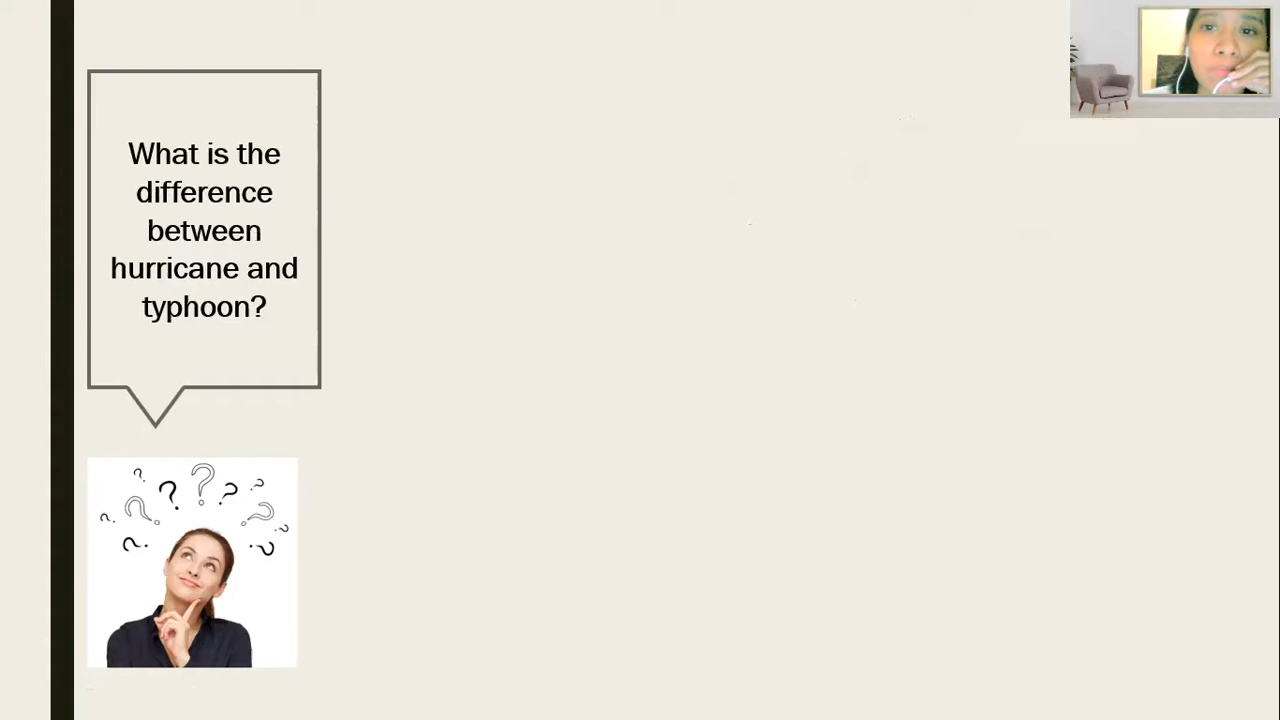 What is the
difference
between
hurricane and
typhoon?